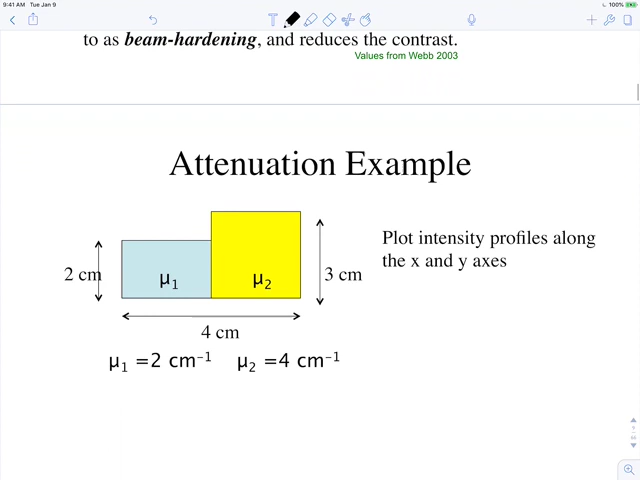 9:41 AM Tue Jan 9
100%
T
to as beam-hardening, and reduces the contrast.
Values from Webb 2003
Attenuation Example
Plot intensity profiles along
the x and y axes
2 cm
μ₁
μ₂
3 cm
4 cm
μ₁ =2 cm⁻¹ μ₂ =4 cm⁻¹